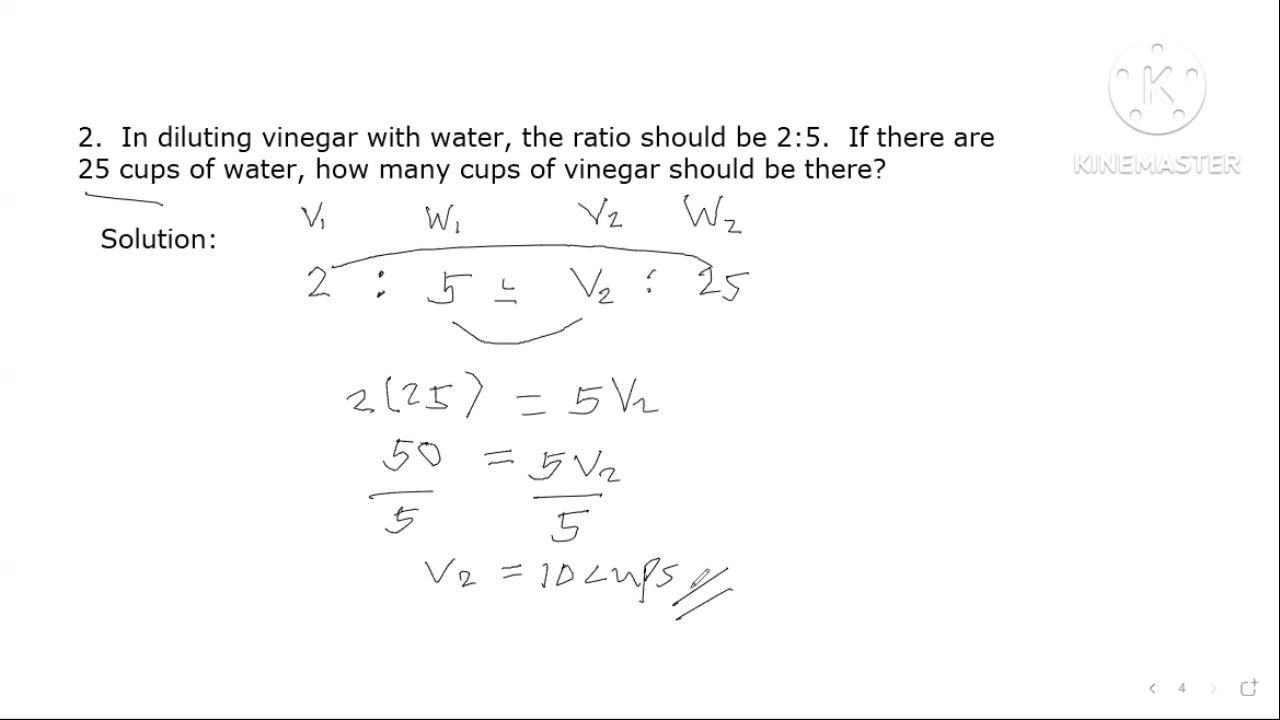 KINEMASTER
2. In diluting vinegar with water, the ratio should be 2:5. If there are
25 cups of water, how many cups of vinegar should be there?
V1 W1 V2 W2
Solution:
2 : 5 = V2 : 25
2(25) = 5V2
50 = 5V2
5 5
V2 = 10 cups
4